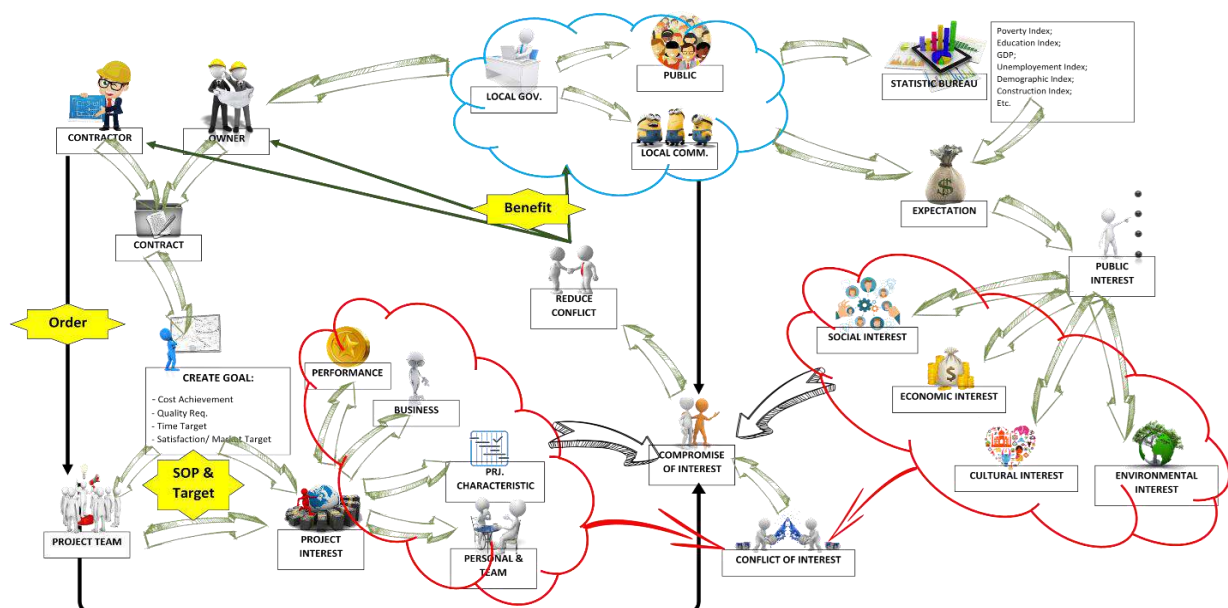 Poverty Index;
Education Index;
GDP;
Unemployement Index;
Demographic Index;
Construction Index;
Etc.
LOCAL GOV.
PUBLIC
STATISTIC BUREAU
CONTRACTOR
OWNER
LOCAL COMM.
Benefit
EXPECTATION
CONTRACT
PUBLIC
INTEREST
REDUCE
CONFLICT
Order
SOCIAL INTEREST
CREATE GOAL:
- Cost Achievement
- Quality Req.
- Time Target
- Satisfaction/ Market Target
PERFORMANCE
BUSINESS
ECONOMIC INTEREST
SOP &
Target
PRJ.
CHARACTERISTIC
COMPROMISE
OF INTEREST
CULTURAL INTEREST
ENVIRONMENTAL
INTEREST
PROJECT TEAM
PROJECT
INTEREST
PERSONAL &
TEAM
CONFLICT OF INTEREST